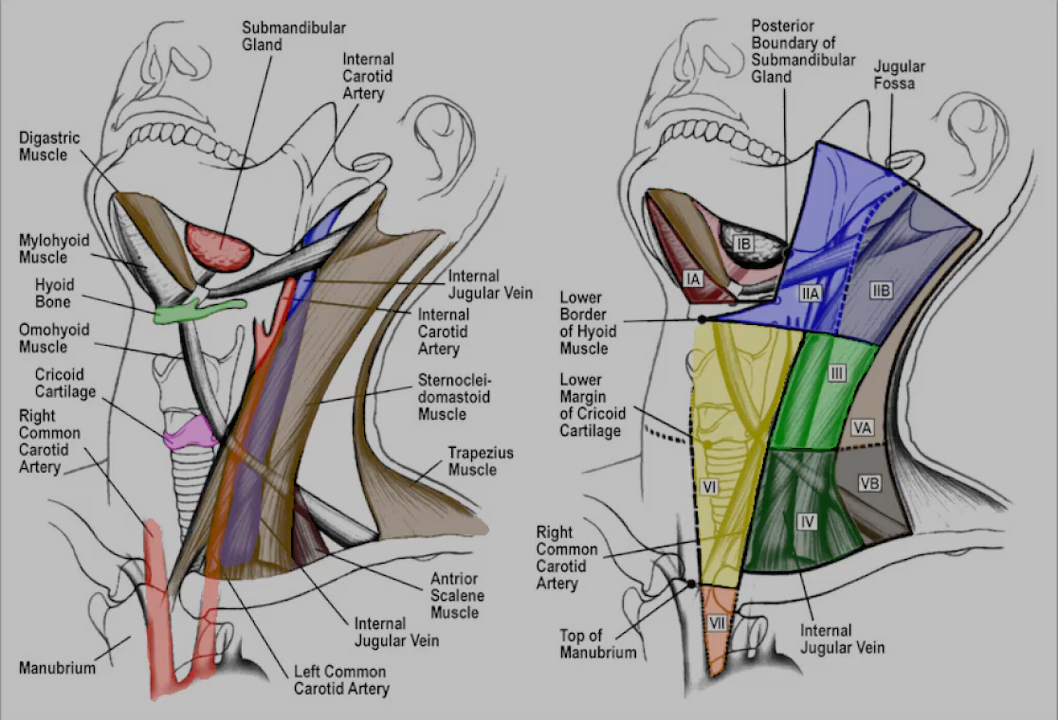 Submandibular
Gland
Internal
Carotid
Artery
Digastric
Muscle
Mylohyoid
Muscle
Hyoid
Bone
Omohyoid
Muscle
Cricoid
Cartilage
Right
Common
Carotid
Artery
Manubrium
Internal
Jugular Vein
Internal
Carotid
Artery
Sternoclei-
domastoid
Muscle
Trapezius
Muscle
Antrior
Scalene
Muscle
Internal
Jugular Vein
Left Common
Carotid Artery
Posterior
Boundary of
Submandibular
Gland
Jugular
Fossa
Lower
Border
of Hyoid
Muscle
Lower
Margin
of Cricoid
Cartilage
Right
Common
Carotid
Artery
Top of
Manubrium
Internal
Jugular Vein
IB
IA
IIA
IIB
III
VA
VI
VB
IV
VII